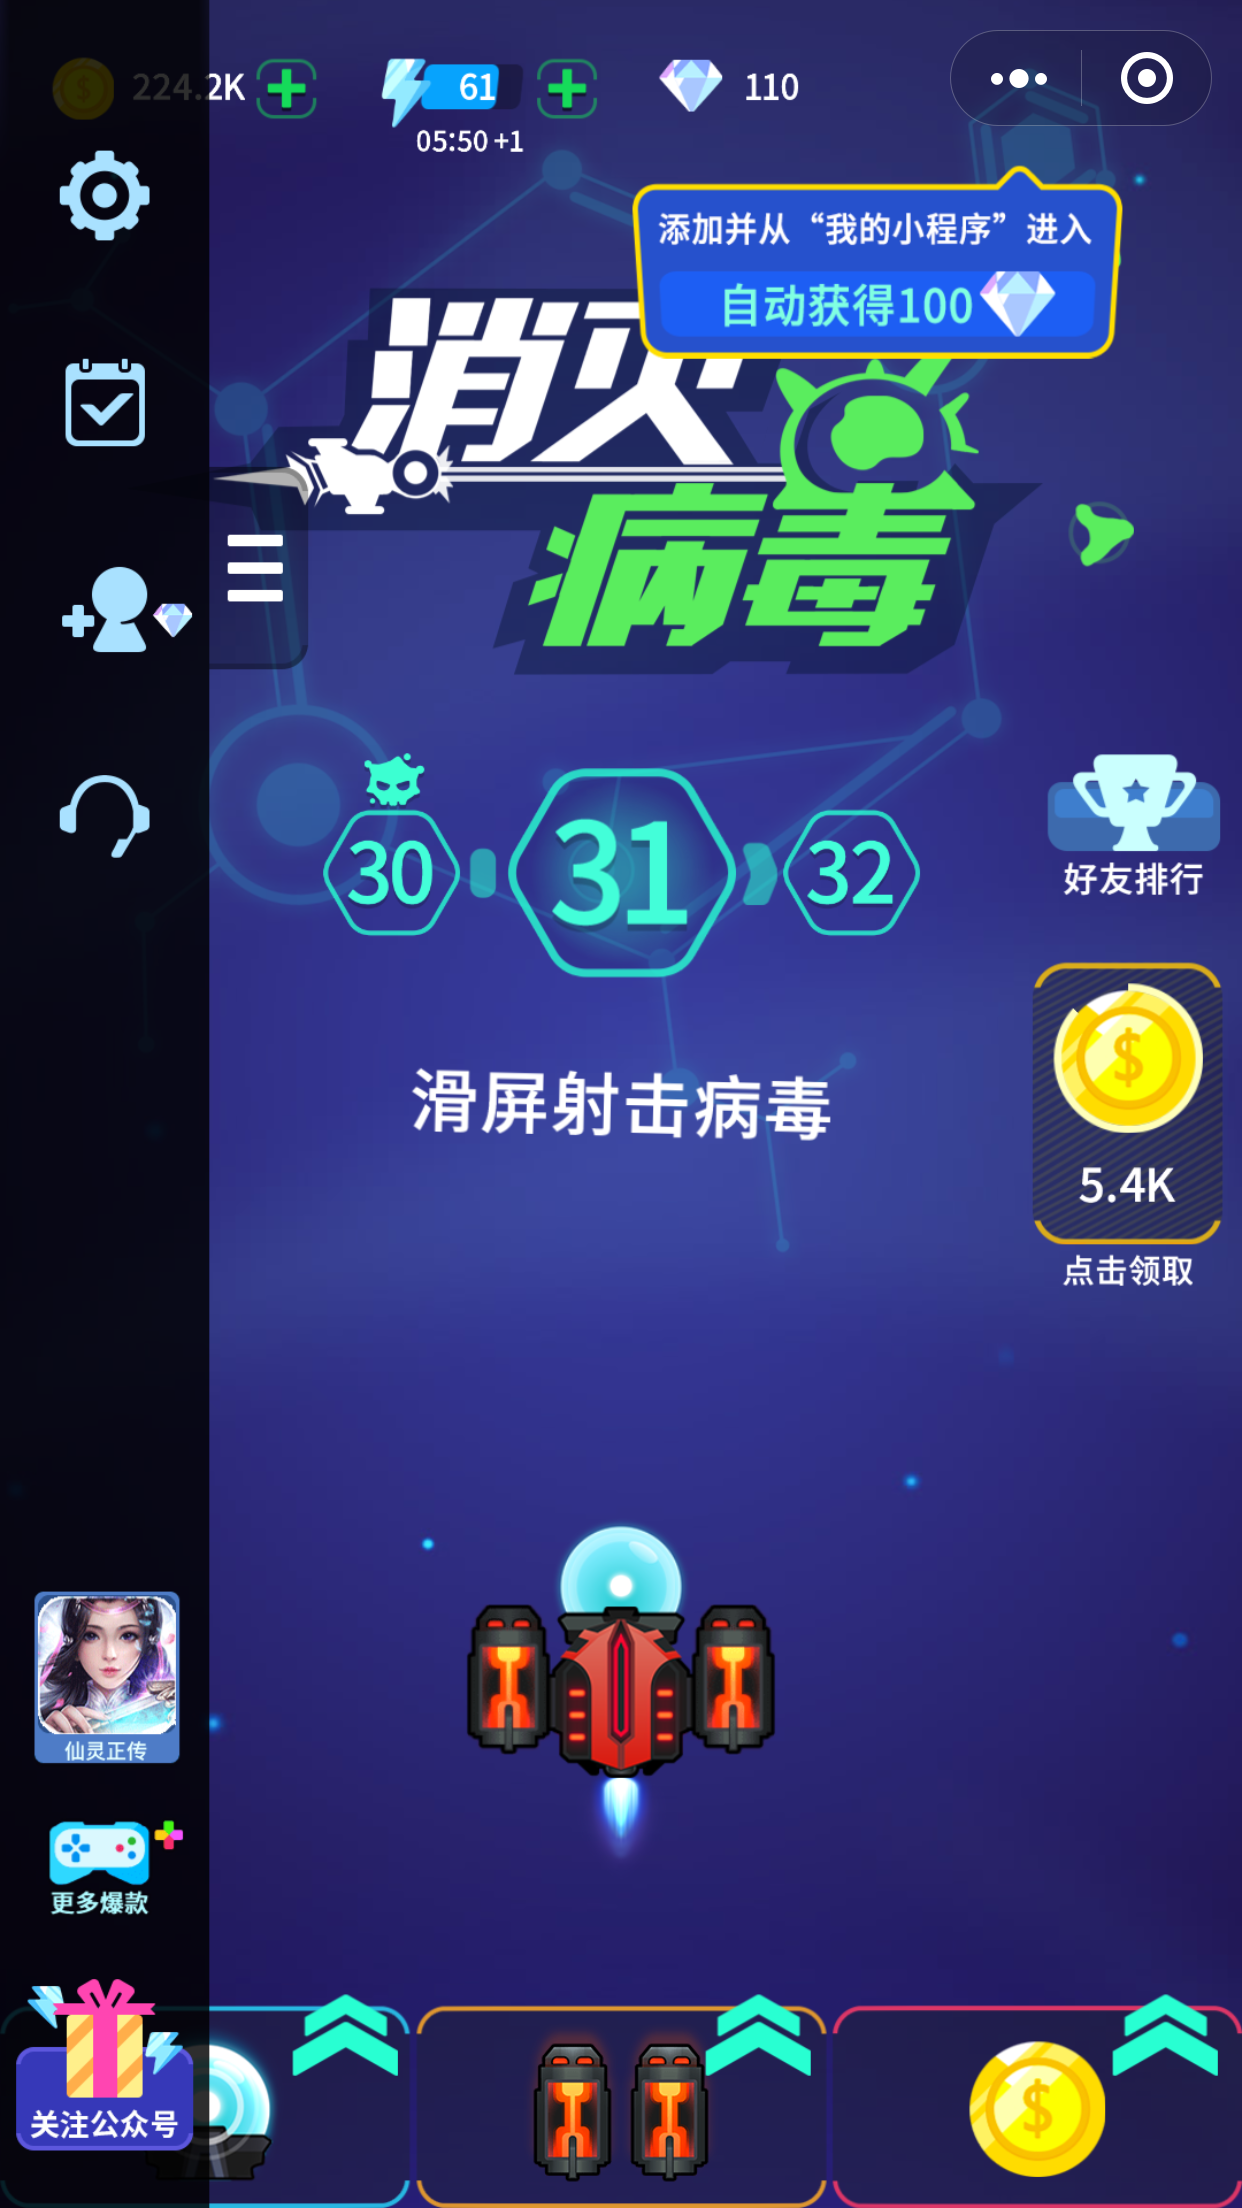 224.2K
61
110
05:50 +1
添加并从“我的小程序”进入
自动获得100
消灭
病毒
30
31
32
好友排行
滑屏射击病毒
5.4K
点击领取
仙灵正传
更多爆款
关注公众号